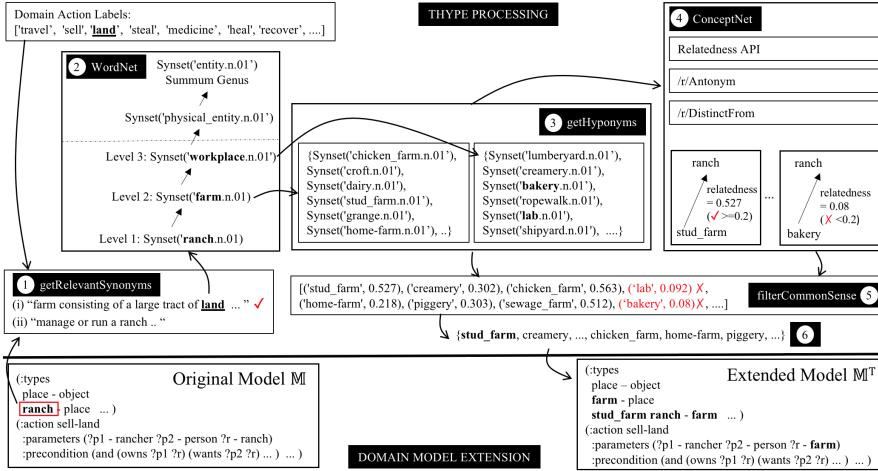 Domain Action Labels:
['travel', 'sell', 'land', 'steal', 'medicine', 'heal', 'recover', ....]
THYPE PROCESSING
4 ConceptNet
Relatedness API
/r/Antonym
/r/DistinctFrom
ranch
relatedness
= 0.527
(✓ >=0.2)
stud_farm
...
ranch
relatedness
= 0.08
(✗ <0.2)
bakery
2 WordNet
Synset('entity.n.01')
Summum Genus
Synset('physical_entity.n.01)
Level 3: Synset('workplace.n.01')
Level 2: Synset('farm.n.01)
Level 1: Synset('ranch.n.01)
3 getHyponyms
{Synset('chicken_farm.n.01'),
Synset('croft.n.01'),
Synset('dairy.n.01'),
Synset('stud_farm.n.01'),
Synset('grange.n.01'),
Synset('home-farm.n.01'), ..}
{Synset('lumberyard.n.01'),
Synset('creamery.n.01'),
Synset('bakery.n.01'),
Synset('ropewalk.n.01'),
Synset('lab.n.01'),
Synset('shipyard.n.01'), ....}
1 getRelevantSynonyms
(i) “farm consisting of a large tract of land ... ” ✓
(ii) “manage or run a ranch .. “
[('stud_farm', 0.527), ('creamery', 0.302), ('chicken_farm', 0.563), ('lab', 0.092) ✗,
('home-farm', 0.218), ('piggery', 0.303), ('sewage_farm', 0.512), ('bakery', 0.08)✗, ....]
filterCommonSense 5
{stud_farm, creamery, ..., chicken_farm, home-farm, piggery, ...} 6
Original Model 𝕄
(:types
place - object
ranch - place ... )
(:action sell-land
:parameters (?p1 - rancher ?p2 - person ?r - ranch)
:precondition (and (owns ?p1 ?r) (wants ?p2 ?r) ... ) ... )
Extended Model 𝕄ᵀ
(:types
place – object
farm - place
stud_farm ranch - farm ... )
(:action sell-land
:parameters (?p1 - rancher ?p2 - person ?r - farm)
:precondition (and (owns ?p1 ?r) (wants ?p2 ?r) ... ) ... )
DOMAIN MODEL EXTENSION